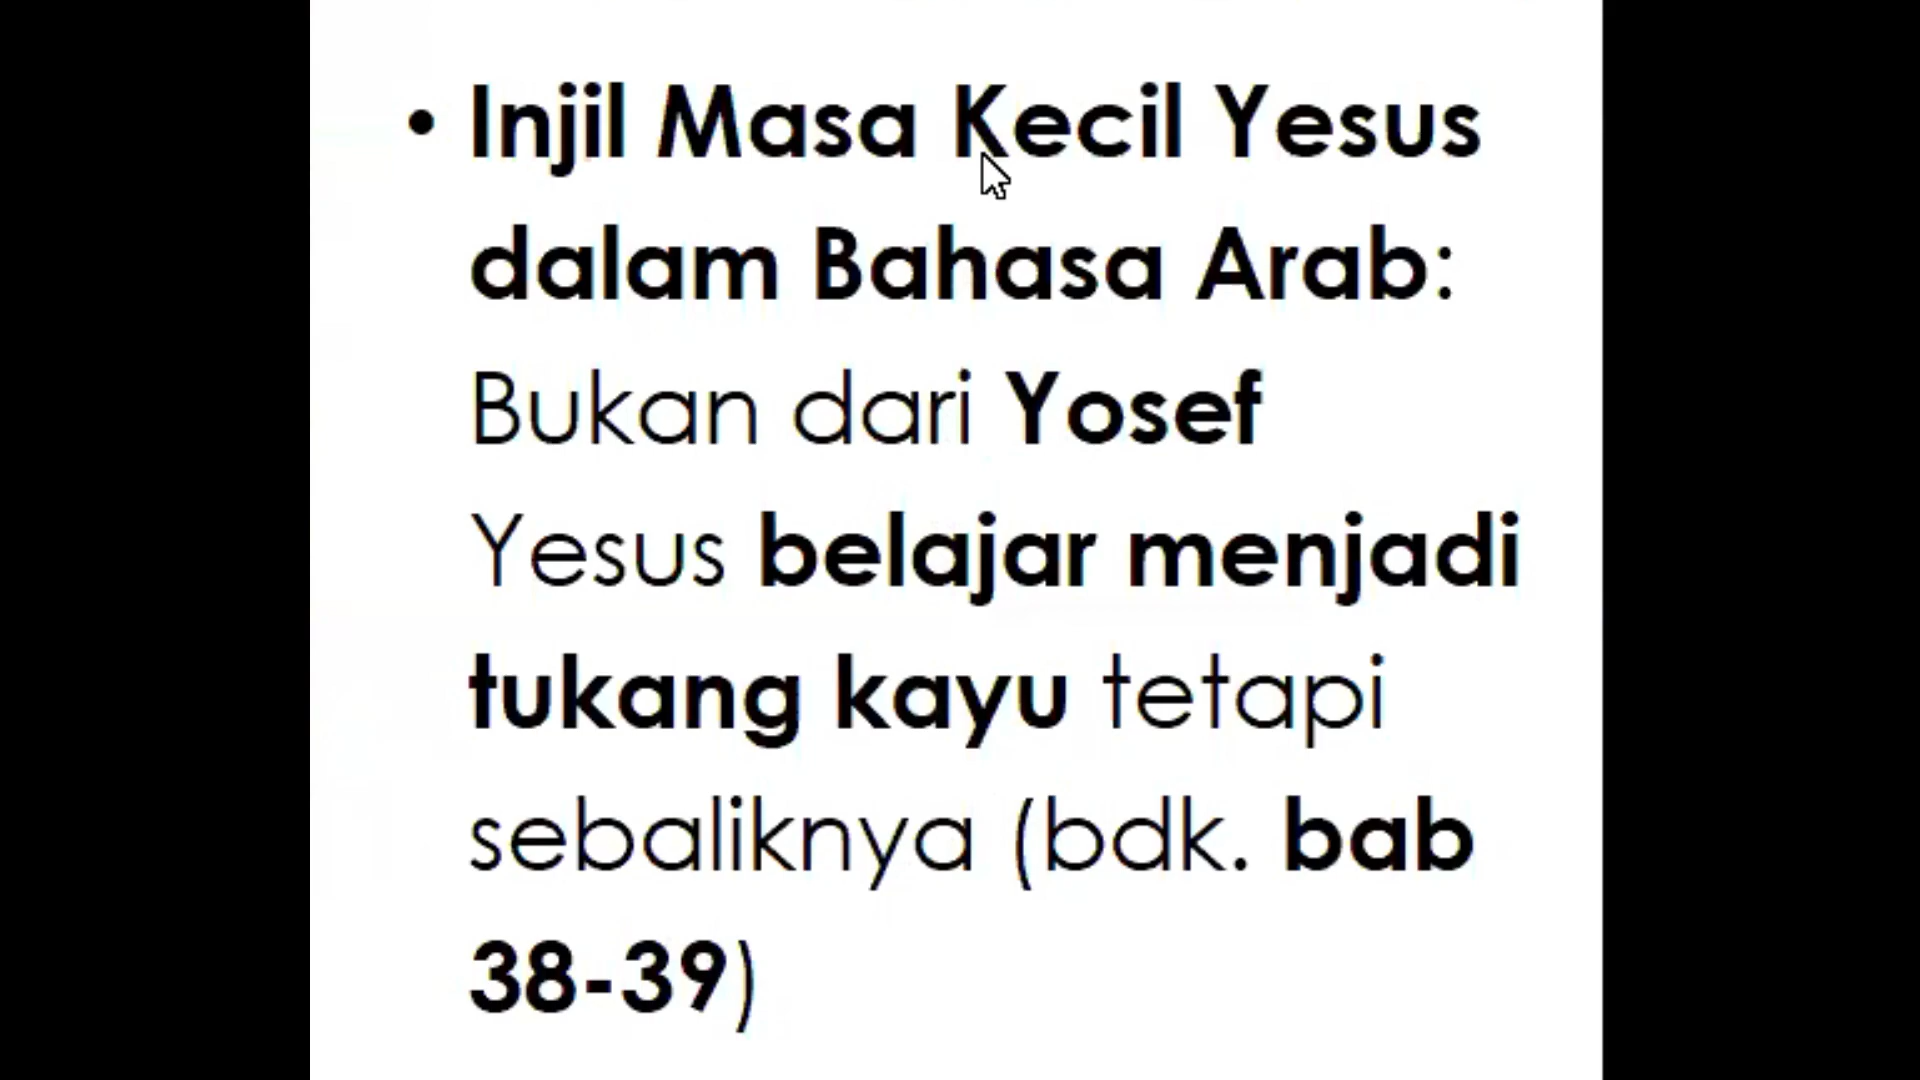 • Injil Masa Kecil Yesus
dalam Bahasa Arab:
Bukan dari Yosef
Yesus belajar menjadi
tukang kayu tetapi
sebaliknya (bdk. bab
38-39)